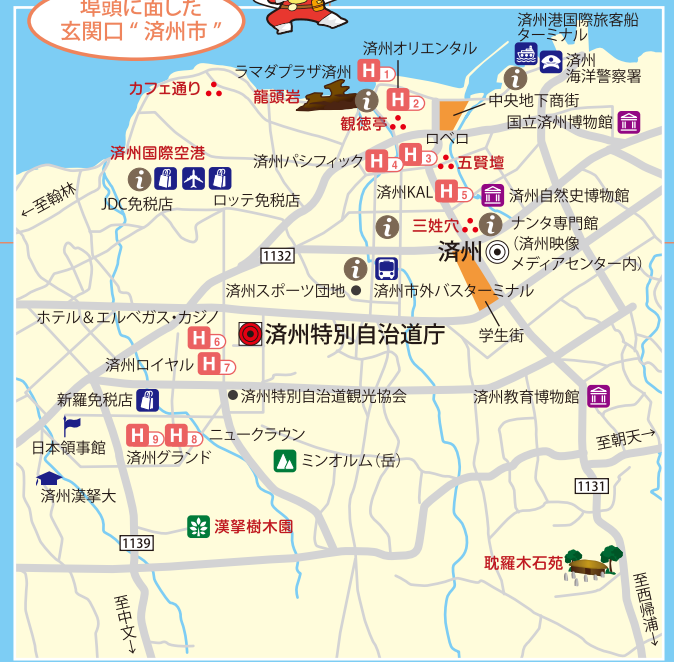 埠頭に面した
玄関口“済州市”
済州港国際旅客船
ターミナル
済州オリエンタル
済州
海洋警察署
ラマダプラザ済州
H 1
カフェ通り
龍頭岩
i
H 2
i
中央地下商街
観徳亭
国立済州博物館
ロベロ
済州国際空港
済州パシフィック
H 4
H 3
五賢壇
i
JDC免税店
ロッテ免税店
済州KAL
H 5
済州自然史博物館
←至翰林
i
三姓穴
i
ナンタ専門館
(済州映像
メディアセンター内)
済州
1132
i
済州スポーツ団地
済州市外バスターミナル
ホテル&エルベガス・カジノ
H 6
済州特別自治道庁
学生街
済州ロイヤル
H 7
新羅免税店
済州特別自治道観光協会
済州教育博物館
日本領事館
H 9
H 8
ニュークラウン
済州グランド
至朝天→
ミンオルム(岳)
済州漢拏大
1131
漢拏樹木園
1139
耽羅木石苑
至中文→
至西帰浦→